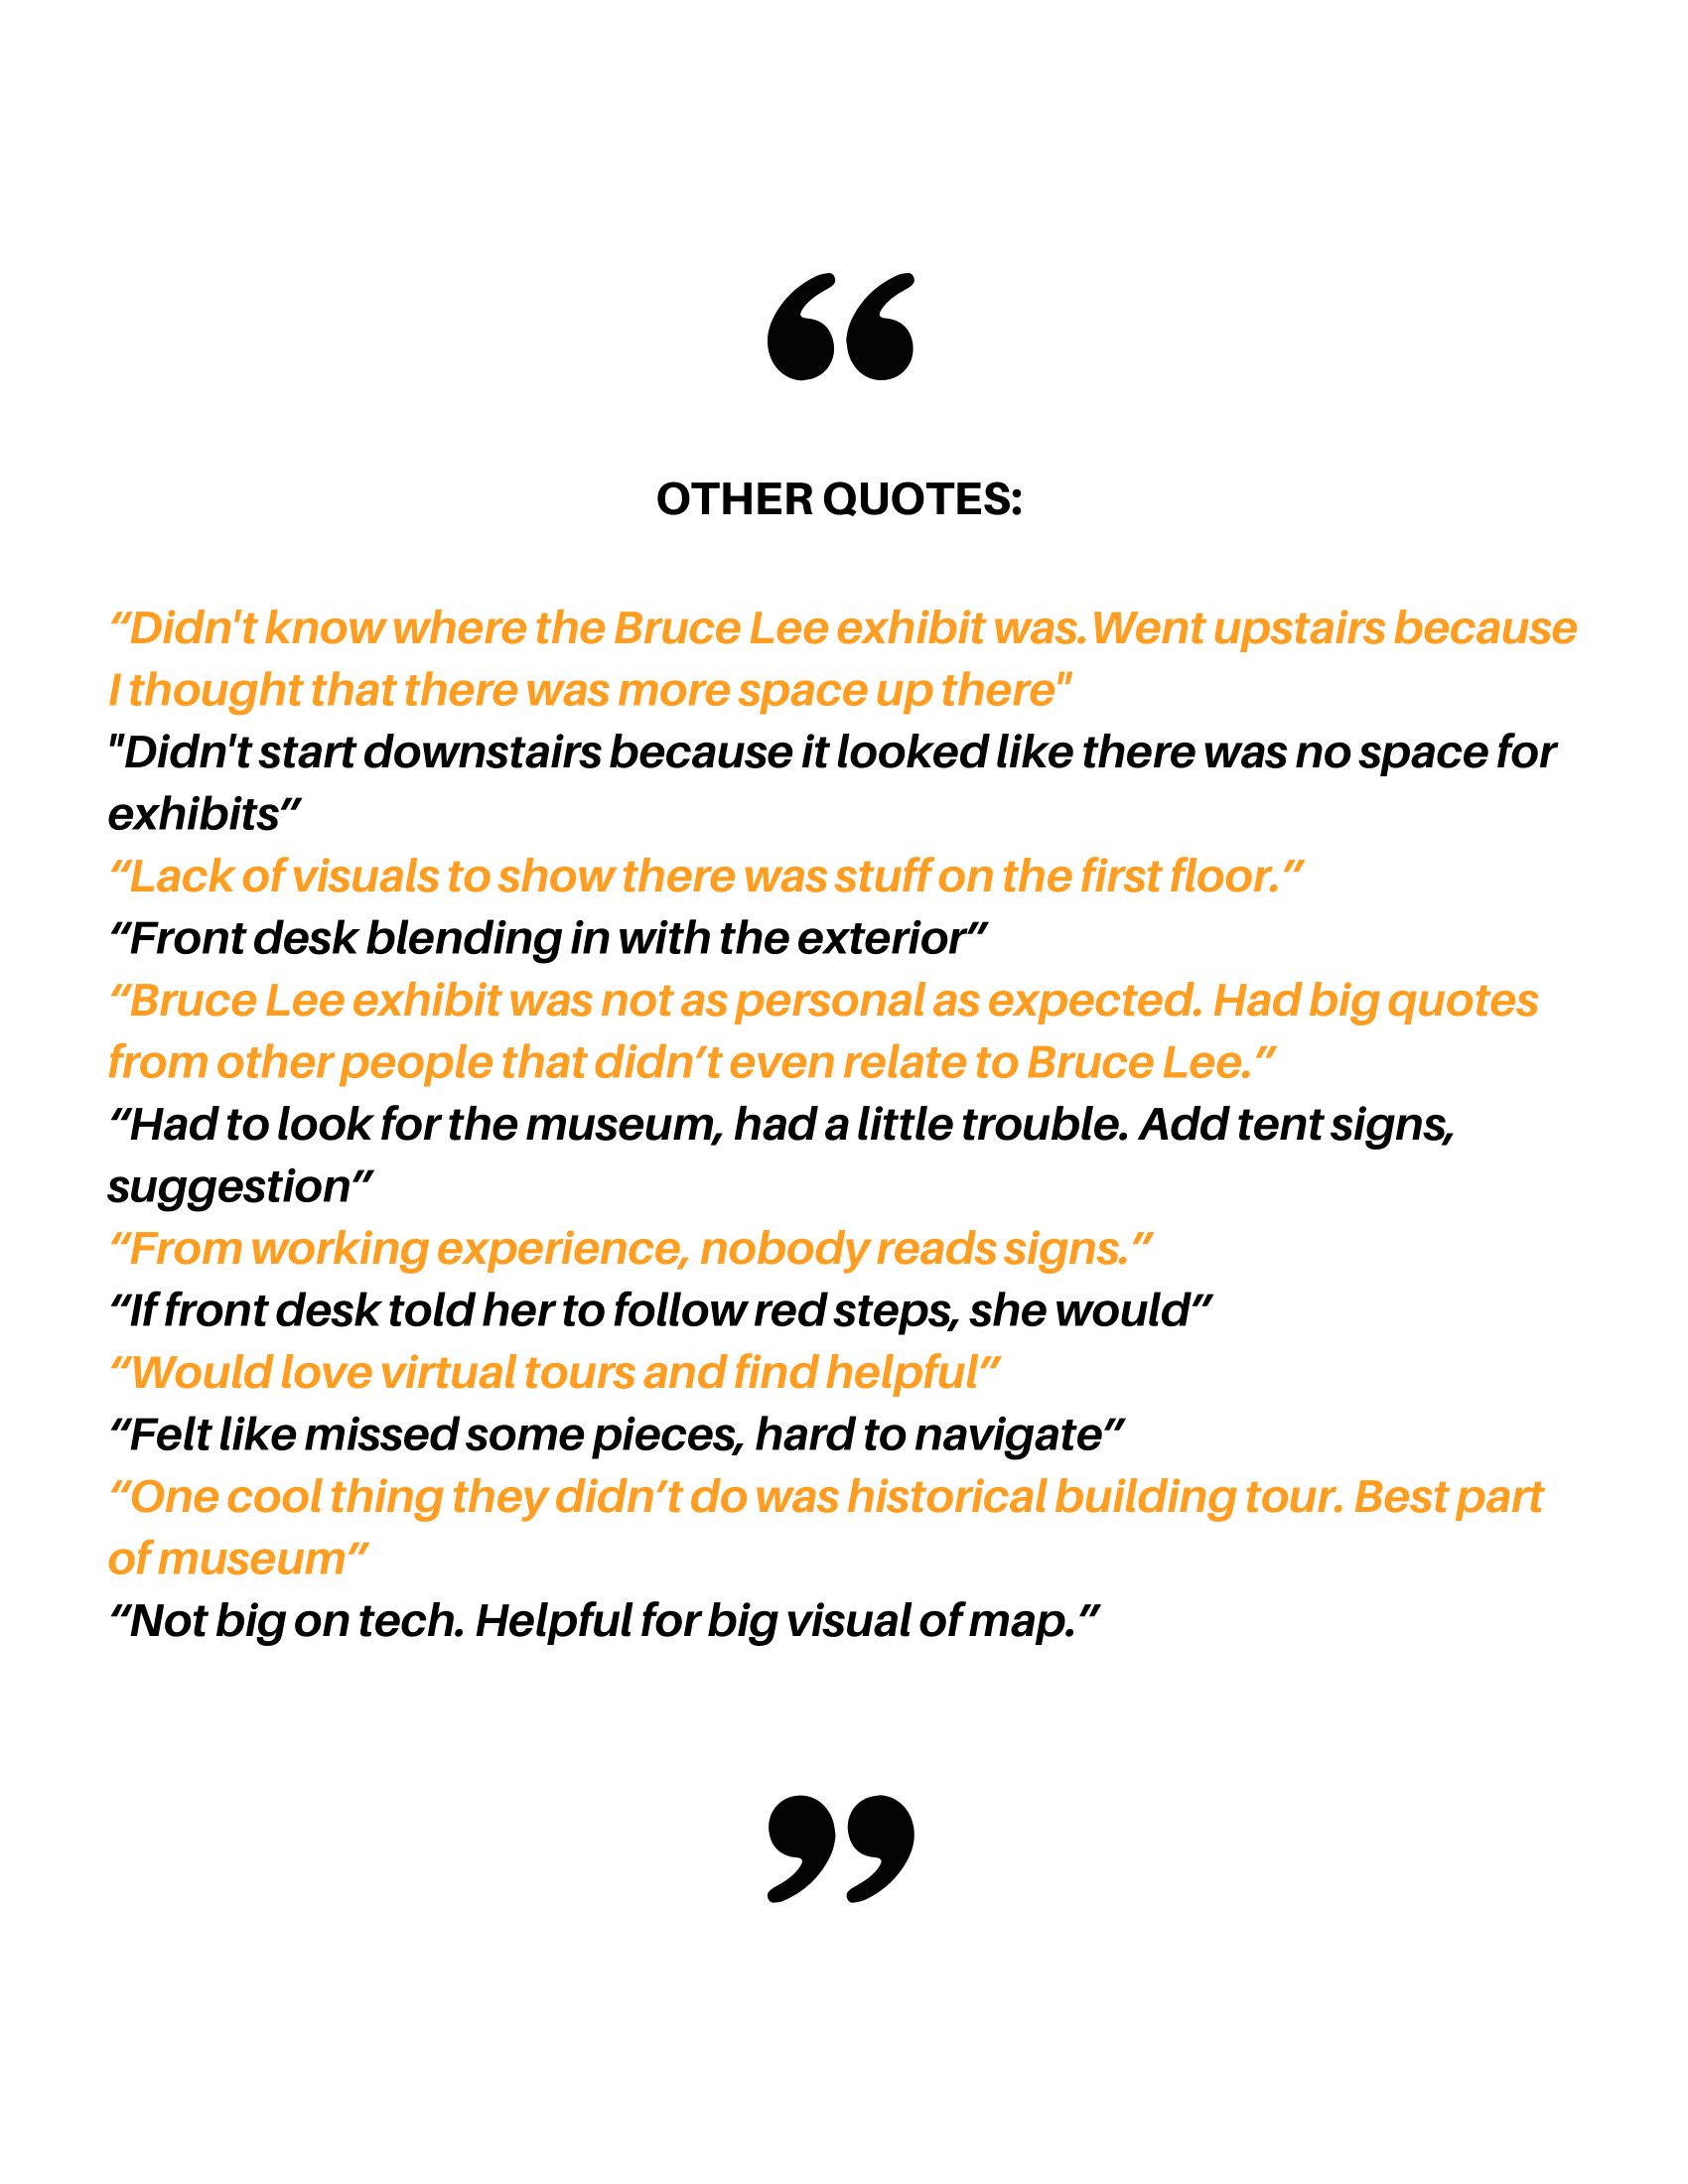 “
OTHER QUOTES:
“Didn't know where the Bruce Lee exhibit was. Went upstairs because
I thought that there was more space up there"
"Didn't start downstairs because it looked like there was no space for
exhibits”
“Lack of visuals to show there was stuff on the first floor.”
“Front desk blending in with the exterior”
“Bruce Lee exhibit was not as personal as expected. Had big quotes
from other people that didn’t even relate to Bruce Lee.”
“Had to look for the museum, had a little trouble. Add tent signs,
suggestion”
“From working experience, nobody reads signs.”
“If front desk told her to follow red steps, she would”
“Would love virtual tours and find helpful”
“Felt like missed some pieces, hard to navigate”
“One cool thing they didn’t do was historical building tour. Best part
of museum”
“Not big on tech. Helpful for big visual of map.”
”